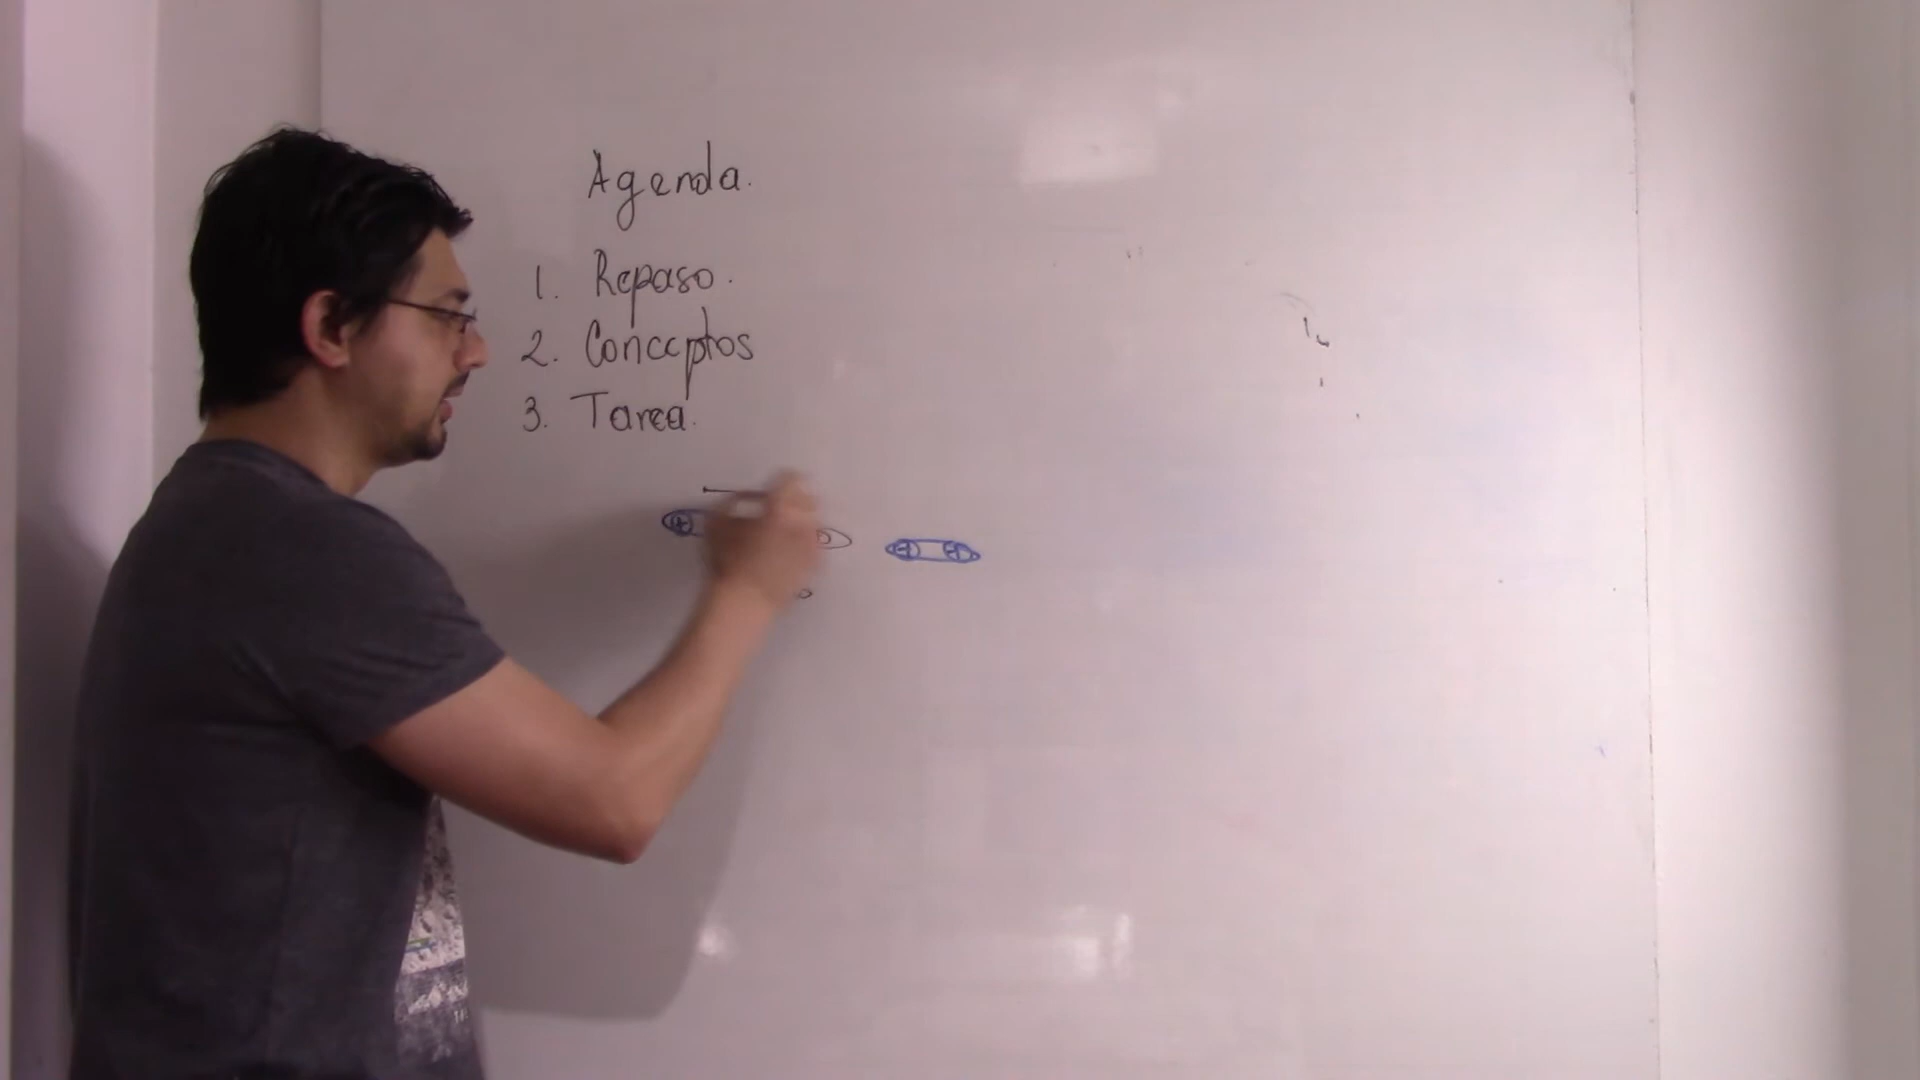 Agenda.
1. Repaso.
2. Conceptos
3. Tarea.